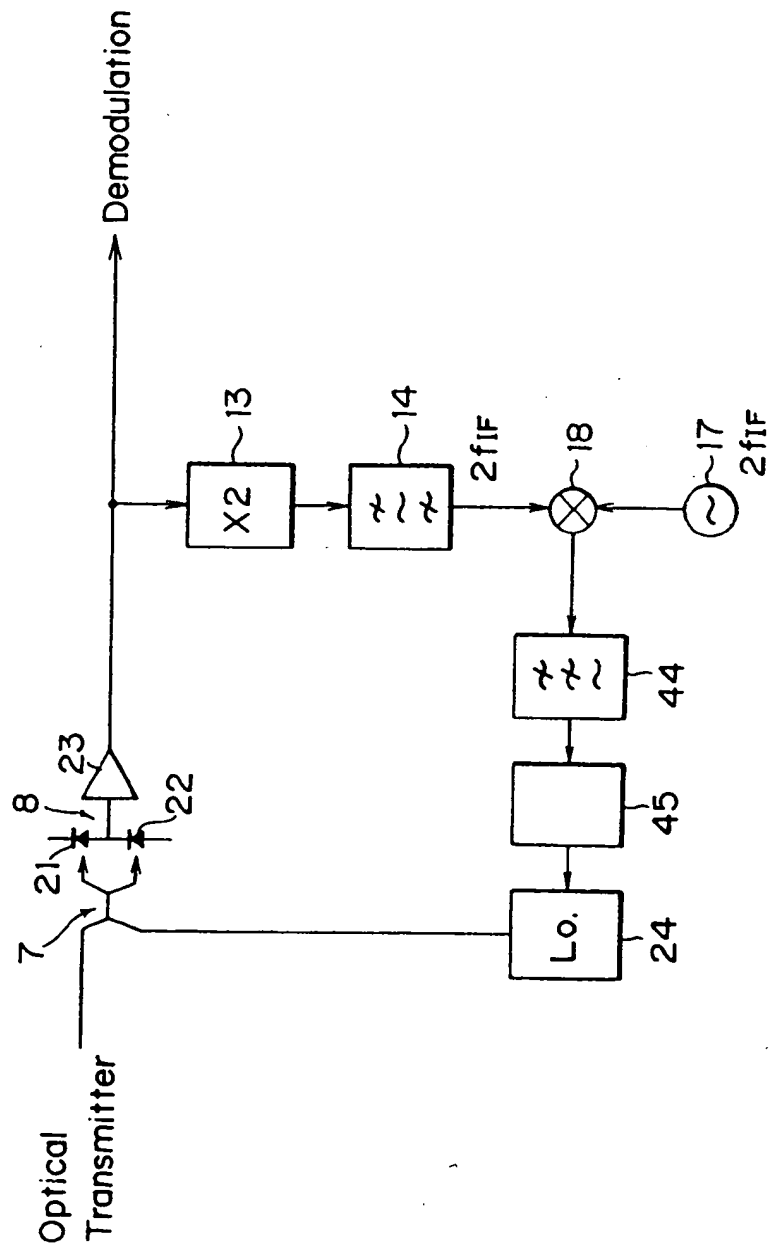 Optical
Transmitter
7
21
8
22
23
Demodulation
X2
13
14
2fIF
18
17
2fIF
44
45
Lo.
24